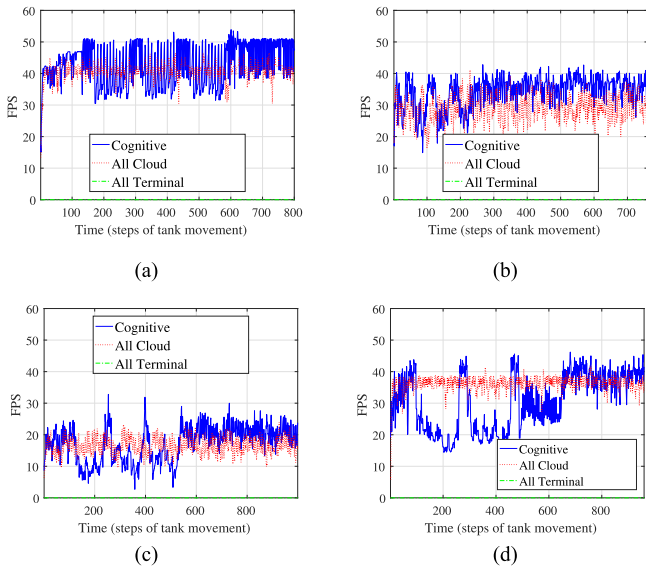 60
50
40
30
20
10
0
FPS
Cognitive
All Cloud
All Terminal
100 200 300 400 500 600 700 800
Time (steps of tank movement)
(a)
60
50
40
30
20
10
0
FPS
Cognitive
All Cloud
All Terminal
100 200 300 400 500 600 700
Time (steps of tank movement)
(b)
60
50
40
30
20
10
0
FPS
Cognitive
All Cloud
All Terminal
200 400 600 800
Time (steps of tank movement)
(c)
60
50
40
30
20
10
0
FPS
Cognitive
All Cloud
All Terminal
200 400 600 800
Time (steps of tank movement)
(d)